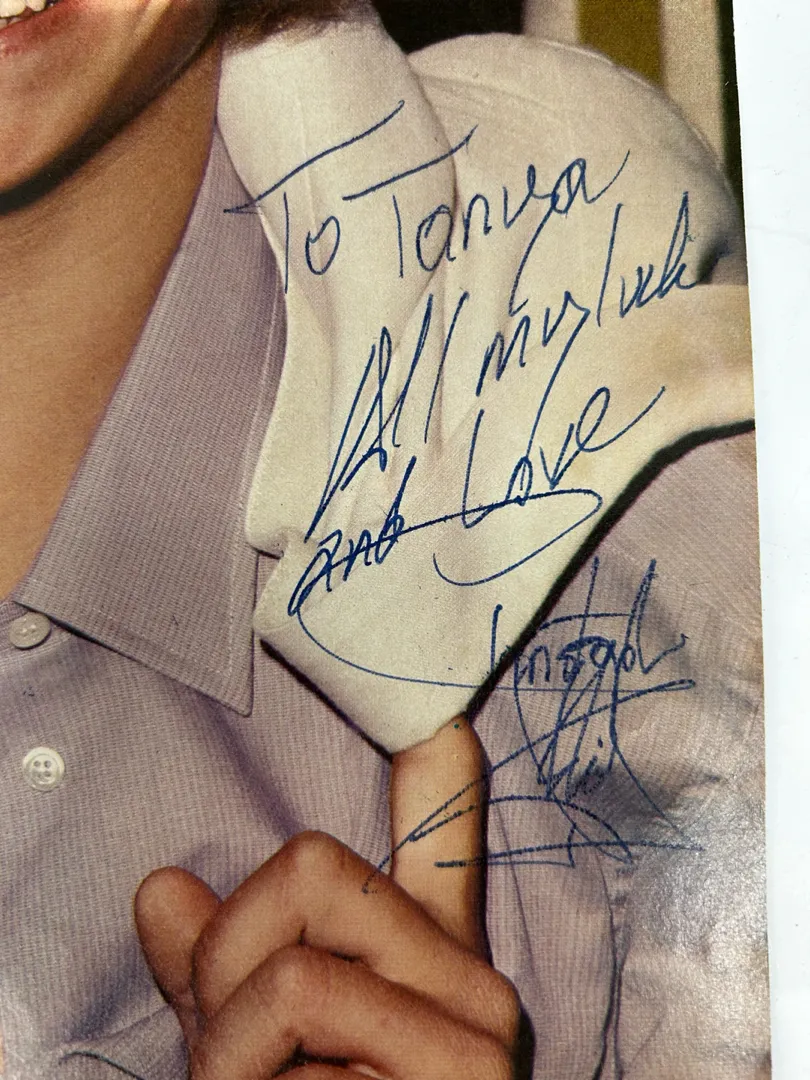 To Tanya
All my luck
and Love